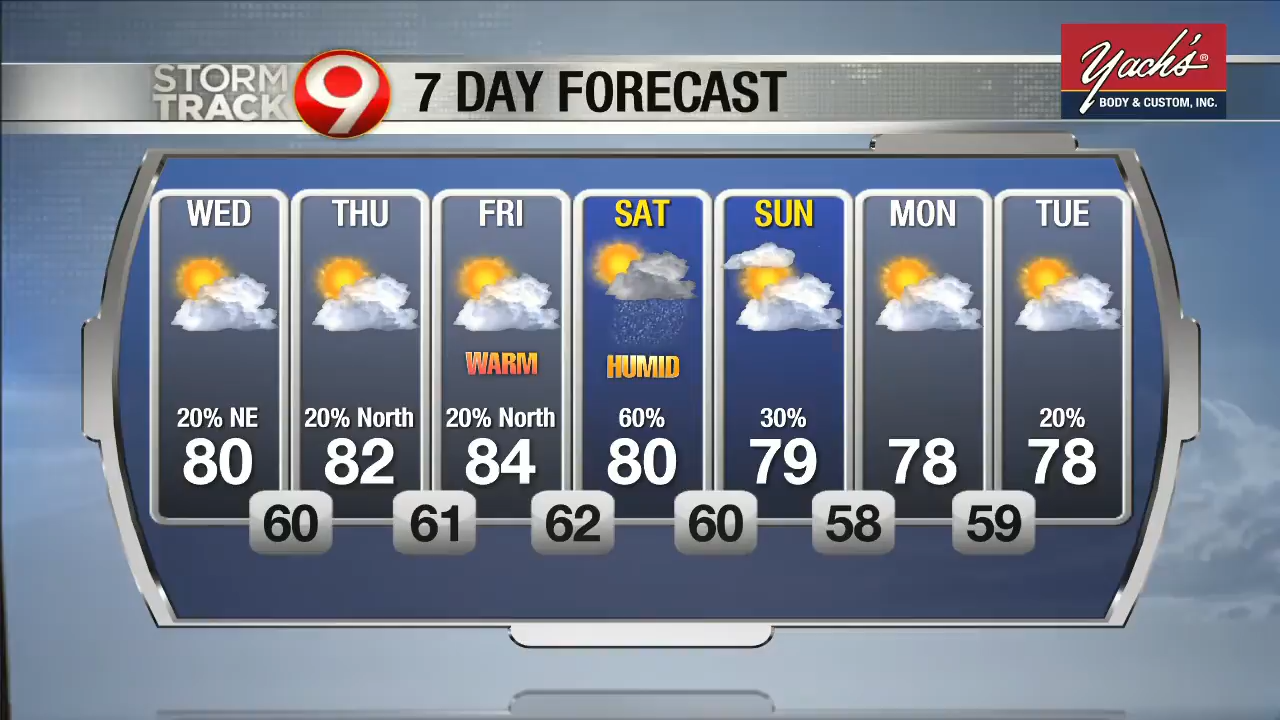 STORM
TRACK
9
7 DAY FORECAST
Yach's®
BODY & CUSTOM, INC.
WED THU FRI SAT SUN MON TUE
WARM HUMID
20% NE 20% North 20% North 60% 30% 20%
80 82 84 80 79 78 78
60 61 62 60 58 59